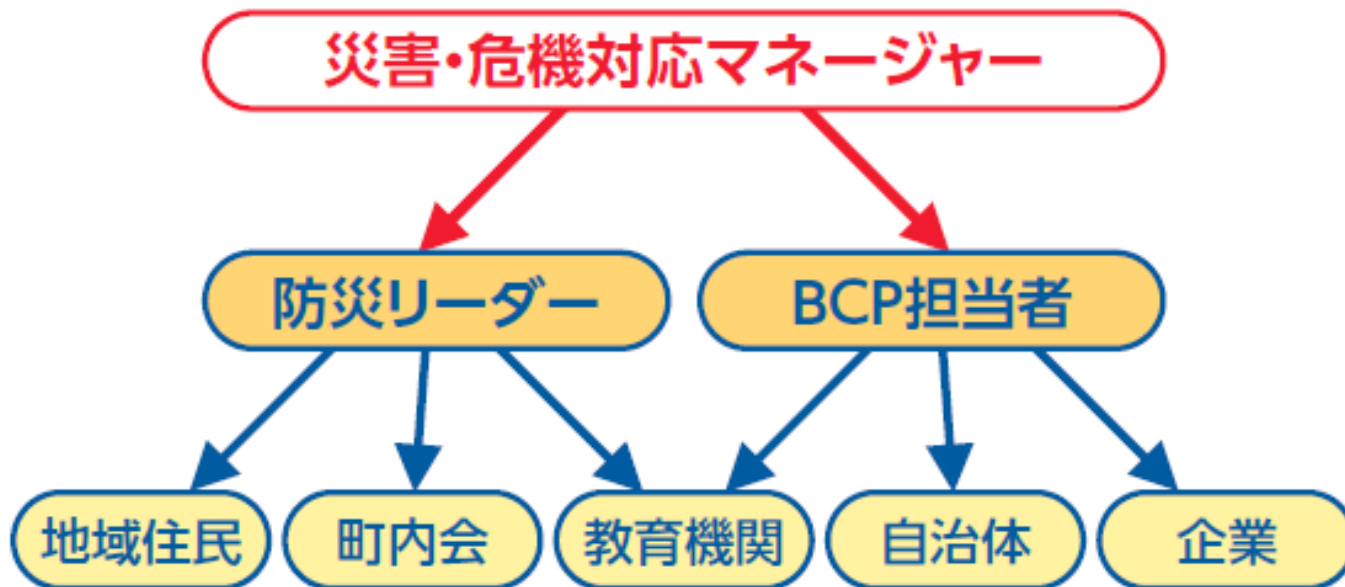 災害・危機対応マネージャー
防災リーダー
BCP担当者
地域住民
町内会
教育機関
自治体
企業